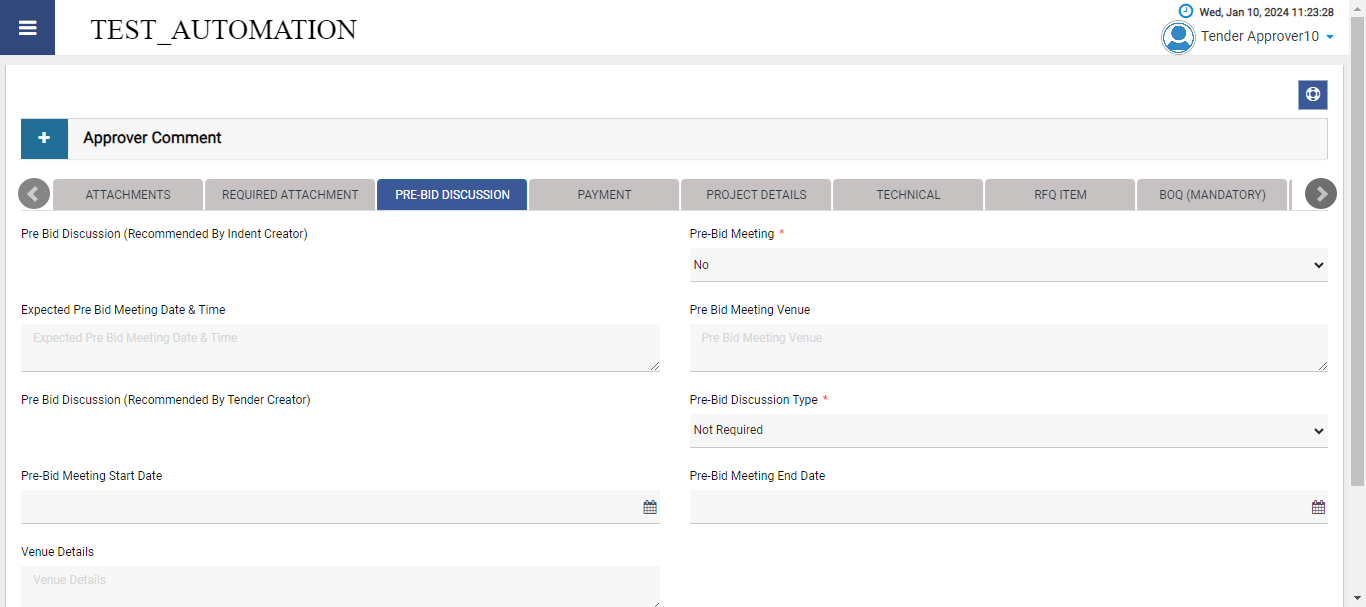 TEST_AUTOMATION
Wed, Jan 10, 2024 11:23:28
Tender Approver10
Approver Comment
ATTACHMENTS REQUIRED ATTACHMENT PRE-BID DISCUSSION PAYMENT PROJECT DETAILS TECHNICAL RFQ ITEM BOQ (MANDATORY)
Pre Bid Discussion (Recommended By Indent Creator)
Pre-Bid Meeting *
No
Expected Pre Bid Meeting Date & Time
Expected Pre Bid Meeting Date & Time
Pre Bid Meeting Venue
Pre Bid Meeting Venue
Pre Bid Discussion (Recommended By Tender Creator)
Pre-Bid Discussion Type *
Not Required
Pre-Bid Meeting Start Date
Pre-Bid Meeting End Date
Venue Details
Venue Details